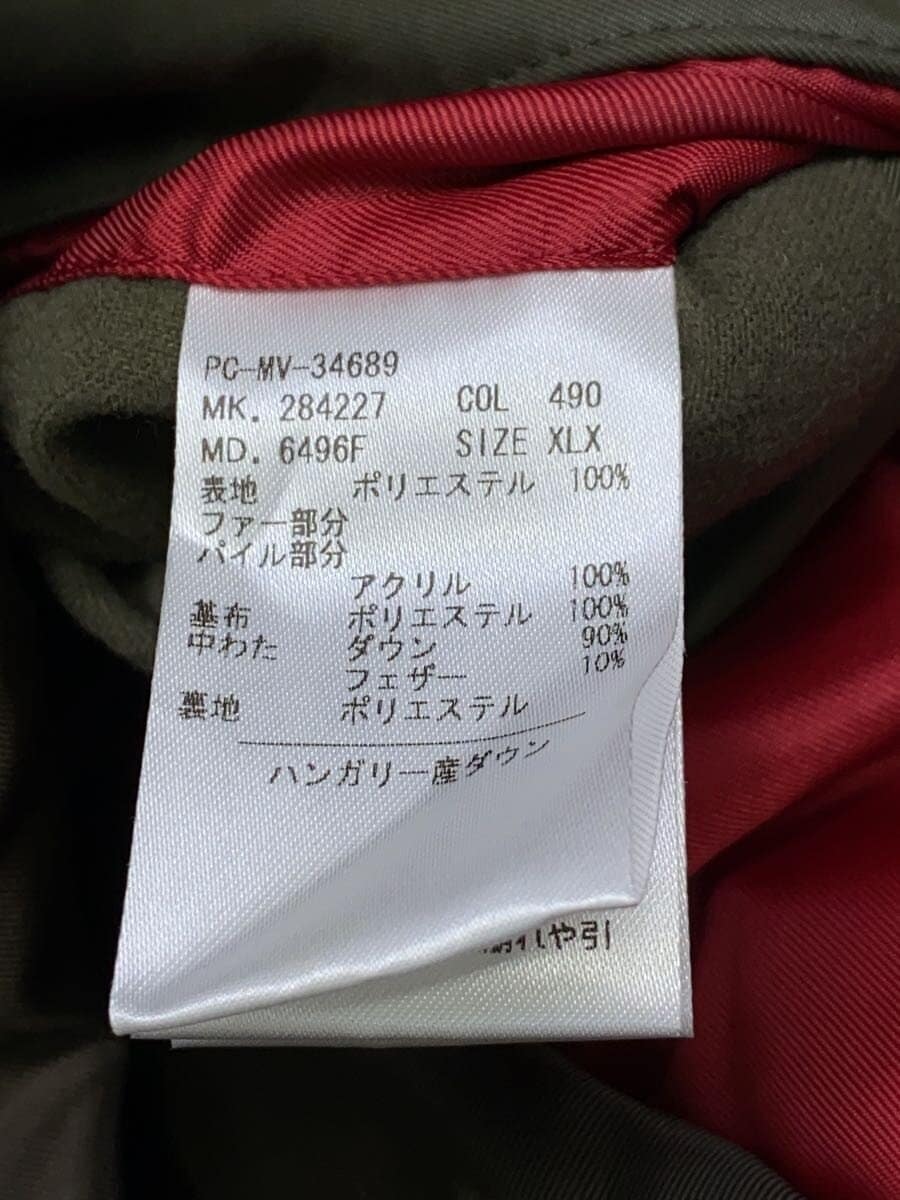 PC-MV-34689
MK. 284227 COL 490
MD. 6496F SIZE XLX
表地 ポリエステル 100%
ファー部分
パイル部分
アクリル 100%
基布 ポリエステル 100%
中わた ダウン 90%
フェザー 10%
裏地 ポリエステル
ハンガリー産ダウン
れや引